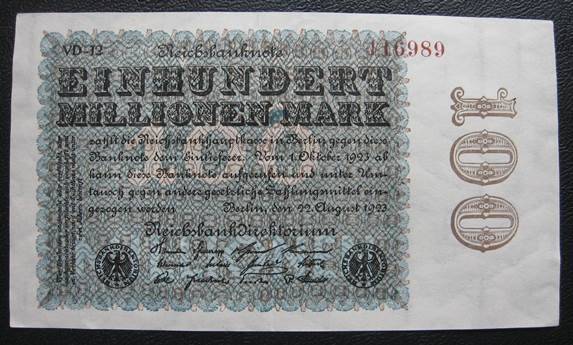 VD-12 Reichsbanknote 116989
EINHUNDERT
MILLIONEN MARK
zahlt die Reichsbankhauptkasse in Berlin gegen diese
Banknote dem Einlieferer. Vom 1. Oktober 1923 ab
kann diese Banknote aufgerufen und unter Um-
tausch gegen andere gesetzliche Zahlungsmittel ein-
gezogen werden Berlin, den 22. August 1923
Reichsbankdirektorium
100